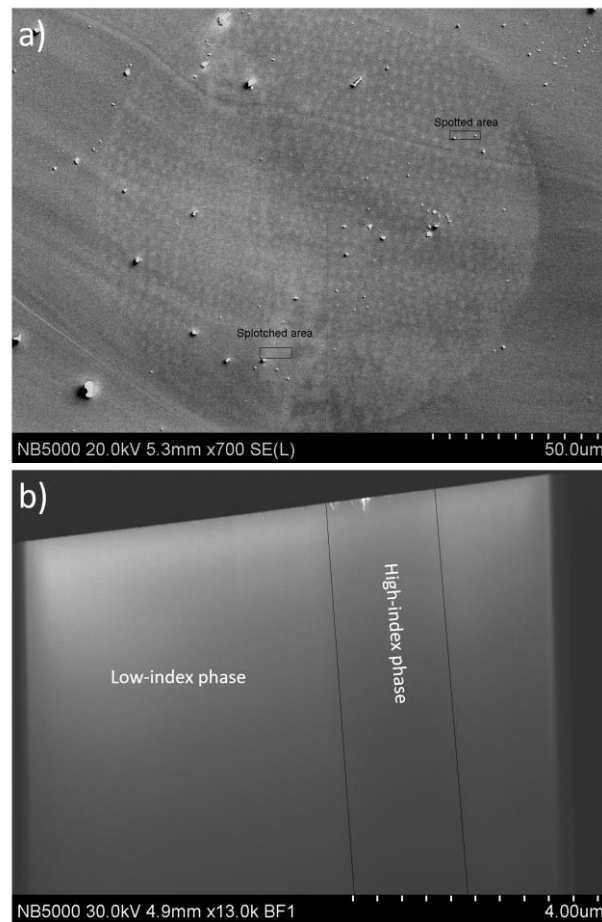 a)
Spotted area
Splotched area
NB5000 20.0kV 5.3mm x700 SE(L)
50.0um
b)
Low-index phase
High-index phase
NB5000 30.0kV 4.9mm x13.0k BF1
4.00um